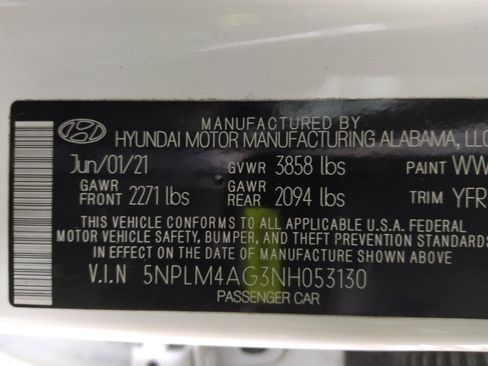 MANUFACTURED BY
HYUNDAI MOTOR MANUFACTURING ALABAMA, LLC
Jun/01/21 GVWR 3858 lbs PAINT WW
GAWR FRONT 2271 lbs GAWR REAR 2094 lbs TRIM YFR
THIS VEHICLE CONFORMS TO ALL APPLICABLE U.S.A. FEDERAL
MOTOR VEHICLE SAFETY, BUMPER, AND THEFT PREVENTION STANDARDS
IN EFFECT ON THE DATE OF MANUFACTURE SHOWN ABOVE
V.I.N 5NPLM4AG3NH053130
PASSENGER CAR